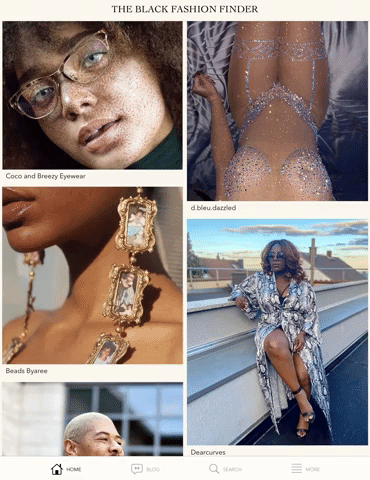 THE BLACK FASHION FINDER
Coco and Breezy Eyewear
d.bleu.dazzled
Beads Byaree
Dearcurves
HOME
BLOG
SEARCH
MORE